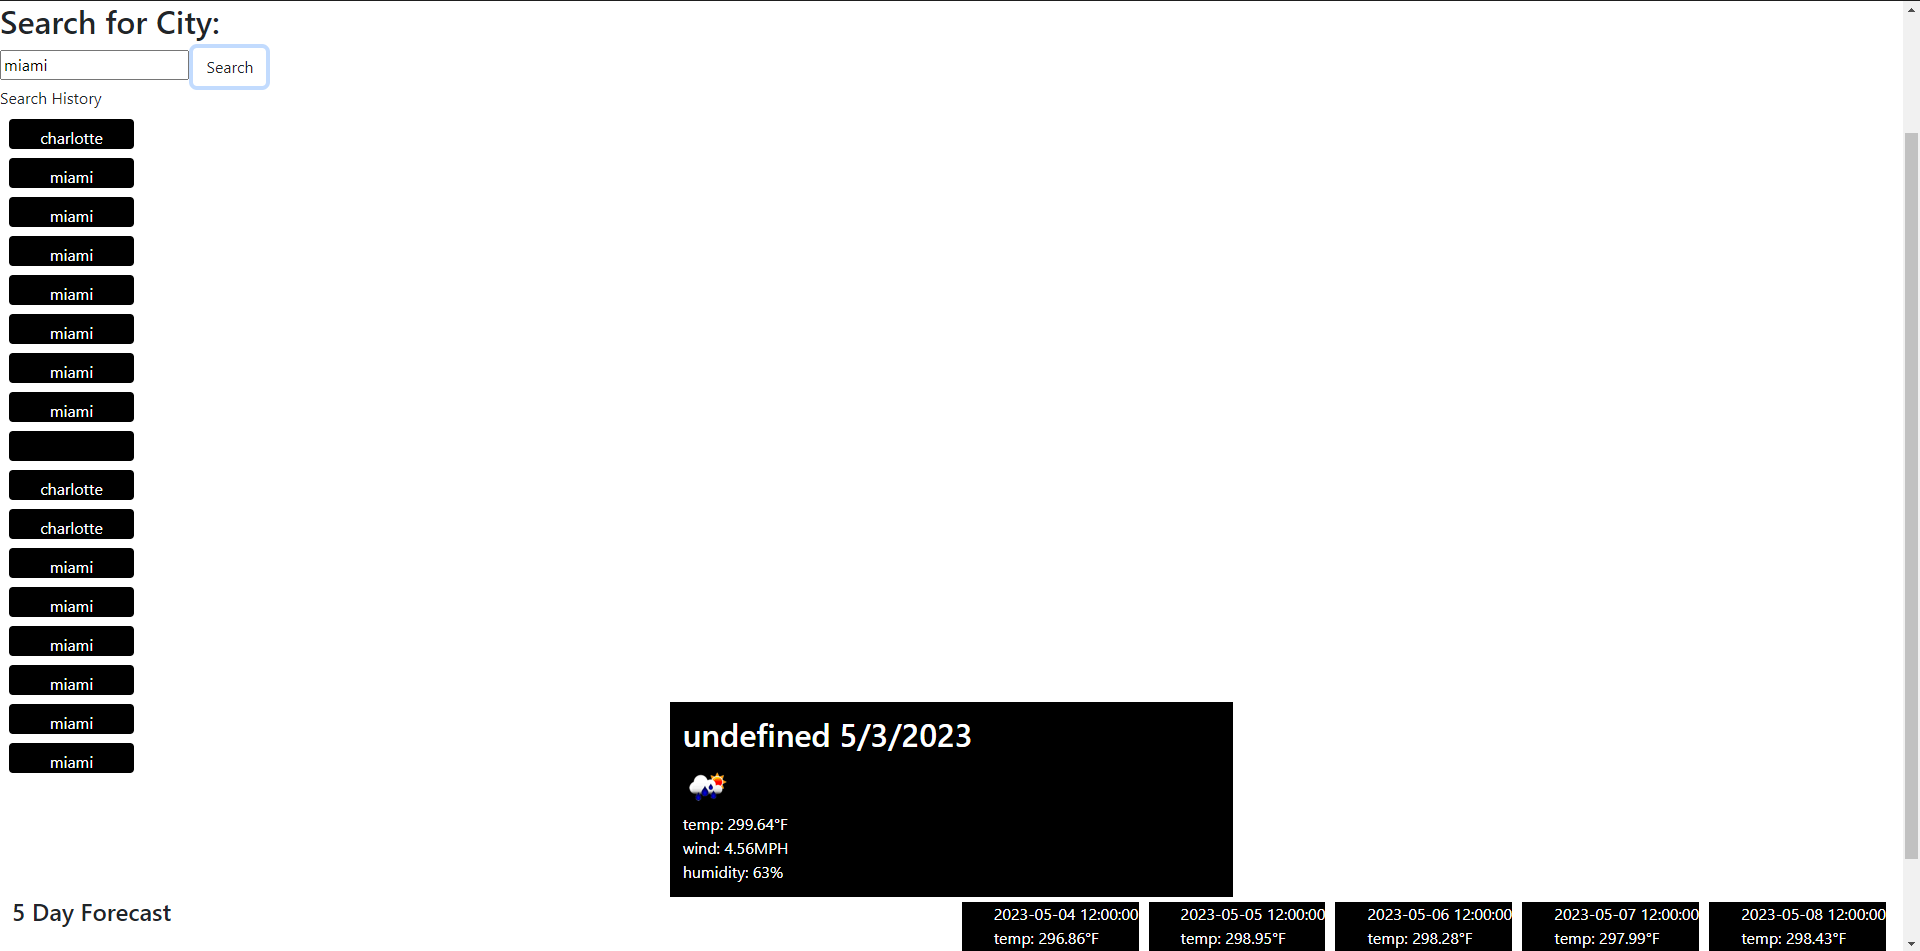 Search for City:
miami
Search
Search History
charlotte
miami
miami
miami
miami
miami
miami
miami
charlotte
charlotte
miami
miami
miami
miami
miami
miami
undefined 5/3/2023
temp: 299.64°F
wind: 4.56MPH
humidity: 63%
5 Day Forecast
2023-05-04 12:00:00
temp: 296.86°F
2023-05-05 12:00:00
temp: 298.95°F
2023-05-06 12:00:00
temp: 298.28°F
2023-05-07 12:00:00
temp: 297.99°F
2023-05-08 12:00:00
temp: 298.43°F